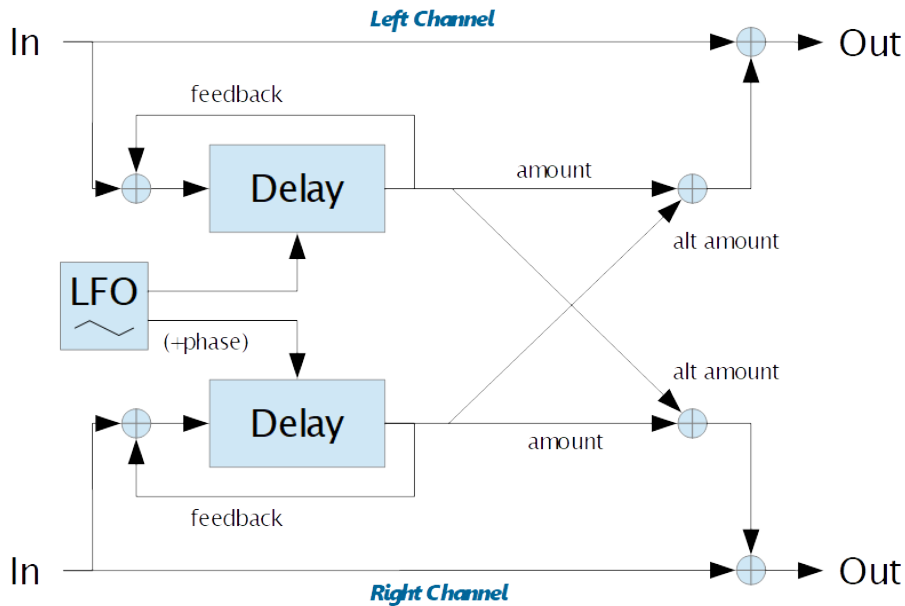 Left Channel
In
Out
feedback
Delay
amount
alt amount
LFO
(+phase)
alt amount
Delay
amount
feedback
In
Out
Right Channel